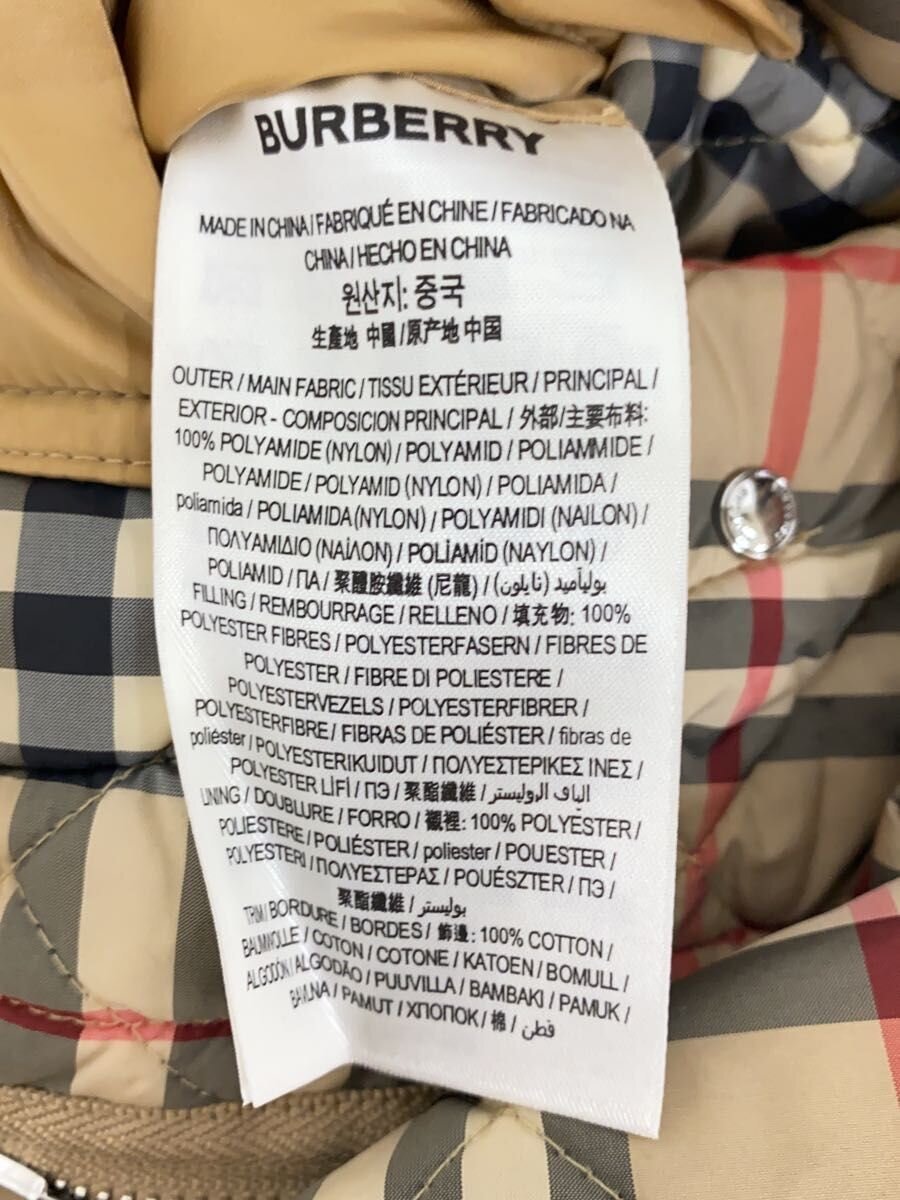 BURBERRY
MADE IN CHINA / FABRIQUÉ EN CHINE / FABRICADO NA
CHINA / HECHO EN CHINA
원산지: 중국
生產地 中國 / 原产地 中国
OUTER / MAIN FABRIC / TISSU EXTÉRIEUR / PRINCIPAL /
EXTERIOR - COMPOSICION PRINCIPAL / 外部/主要布料:
100% POLYAMIDE (NYLON) / POLYAMID / POLIAMMIDE /
POLYAMIDE / POLYAMID (NYLON) / POLIAMIDA /
poliamida / POLIAMIDA (NYLON) / POLYAMIDI (NAILON) /
ΠΟΛΥΑΜΙΔΙΟ (ΝΑΪΛΟΝ) / POLİAMİD (NAYLON) /
POLIAMID / ПА / 聚醯胺纖維 (尼龍) / بوليأميد (نايلون) /
FILLING / REMBOURRAGE / RELLENO / 填充物: 100%
POLYESTER FIBRES / POLYESTERFASERN / FIBRES DE
POLYESTER / FIBRE DI POLIESTERE /
POLYESTERVEZELS / POLYESTERFIBRER /
POLYESTERFIBRE / FIBRAS DE POLIÉSTER / fibras de
poliéster / POLYESTERIKUIDUT / ΠΟΛΥΕΣΤΕΡΙΚΕΣ ΙΝΕΣ /
POLYESTER LİFİ / ПЭ / 聚酯纖維 / الياف البوليستر
LINING / DOUBLURE / FORRO / 襯裡: 100% POLYESTER /
POLIESTERE / POLIÉSTER / poliester / POLIESTER /
POLYESTERI / ΠΟΛΥΕΣΤΕΡΑΣ / POLIÉSZTER / ПЭ /
聚酯纖維 / بوليستر
TRIM / BORDURE / BORDES / 飾邊: 100% COTTON /
BAUMWOLLE / COTON / COTONE / KATOEN / BOMULL /
ALGODÓN / ALGODÃO / PUUVILLA / BAMBAKI / PAMUK /
BAVLNA / PAMUT / ХЛОПОК / 棉 / قطن